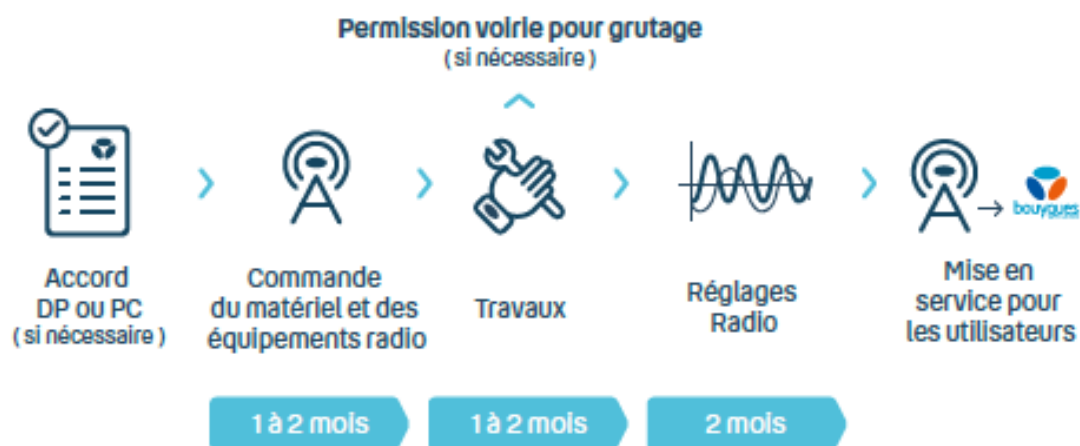 Permission voirie pour grutage
( si nécessaire )
Accord
DP ou PC
( si nécessaire )
Commande
du matériel et des
équipements radio
Travaux
Réglages
Radio
bouygues
Mise en
service pour
les utilisateurs
1 à 2 mois
1 à 2 mois
2 mois